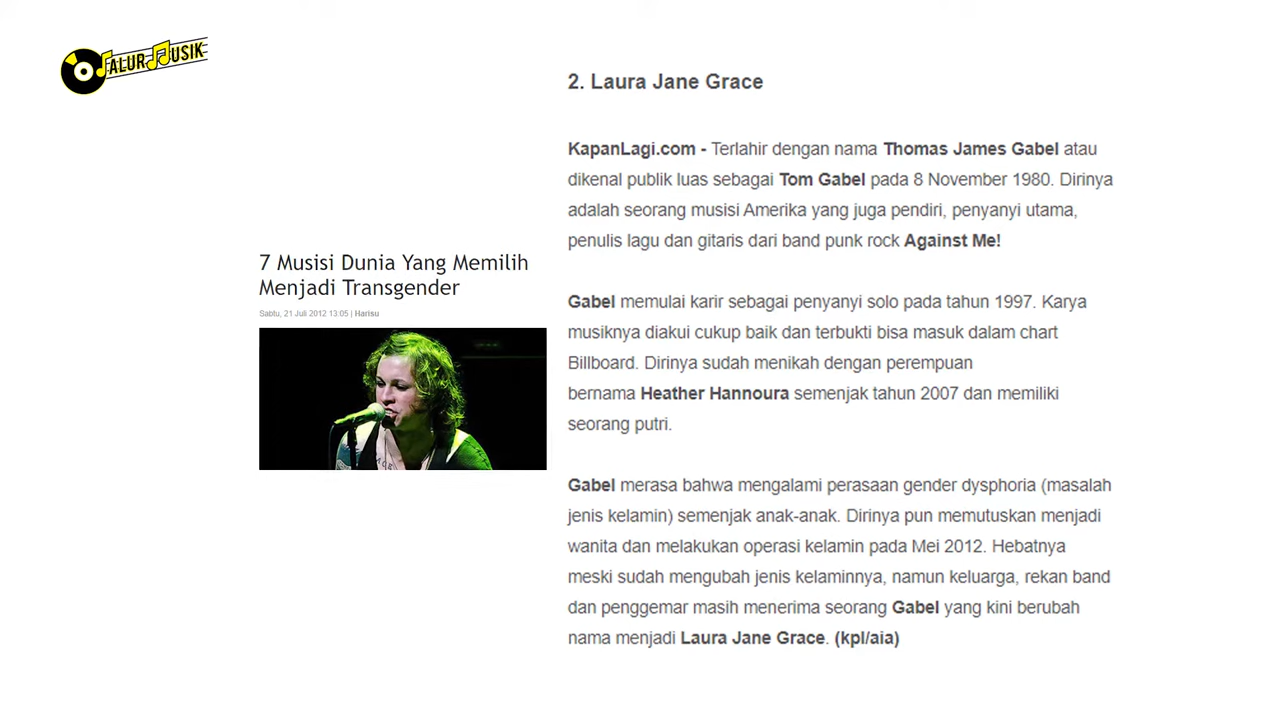 JALUR MUSIK
2. Laura Jane Grace
KapanLagi.com - Terlahir dengan nama Thomas James Gabel atau
dikenal publik luas sebagai Tom Gabel pada 8 November 1980. Dirinya
adalah seorang musisi Amerika yang juga pendiri, penyanyi utama,
penulis lagu dan gitaris dari band punk rock Against Me!
7 Musisi Dunia Yang Memilih
Menjadi Transgender
Sabtu, 21 Juli 2012 13:05 | Harisu
Gabel memulai karir sebagai penyanyi solo pada tahun 1997. Karya
musiknya diakui cukup baik dan terbukti bisa masuk dalam chart
Billboard. Dirinya sudah menikah dengan perempuan
bernama Heather Hannoura semenjak tahun 2007 dan memiliki
seorang putri.
Gabel merasa bahwa mengalami perasaan gender dysphoria (masalah
jenis kelamin) semenjak anak-anak. Dirinya pun memutuskan menjadi
wanita dan melakukan operasi kelamin pada Mei 2012. Hebatnya
meski sudah mengubah jenis kelaminnya, namun keluarga, rekan band
dan penggemar masih menerima seorang Gabel yang kini berubah
nama menjadi Laura Jane Grace. (kpl/aia)